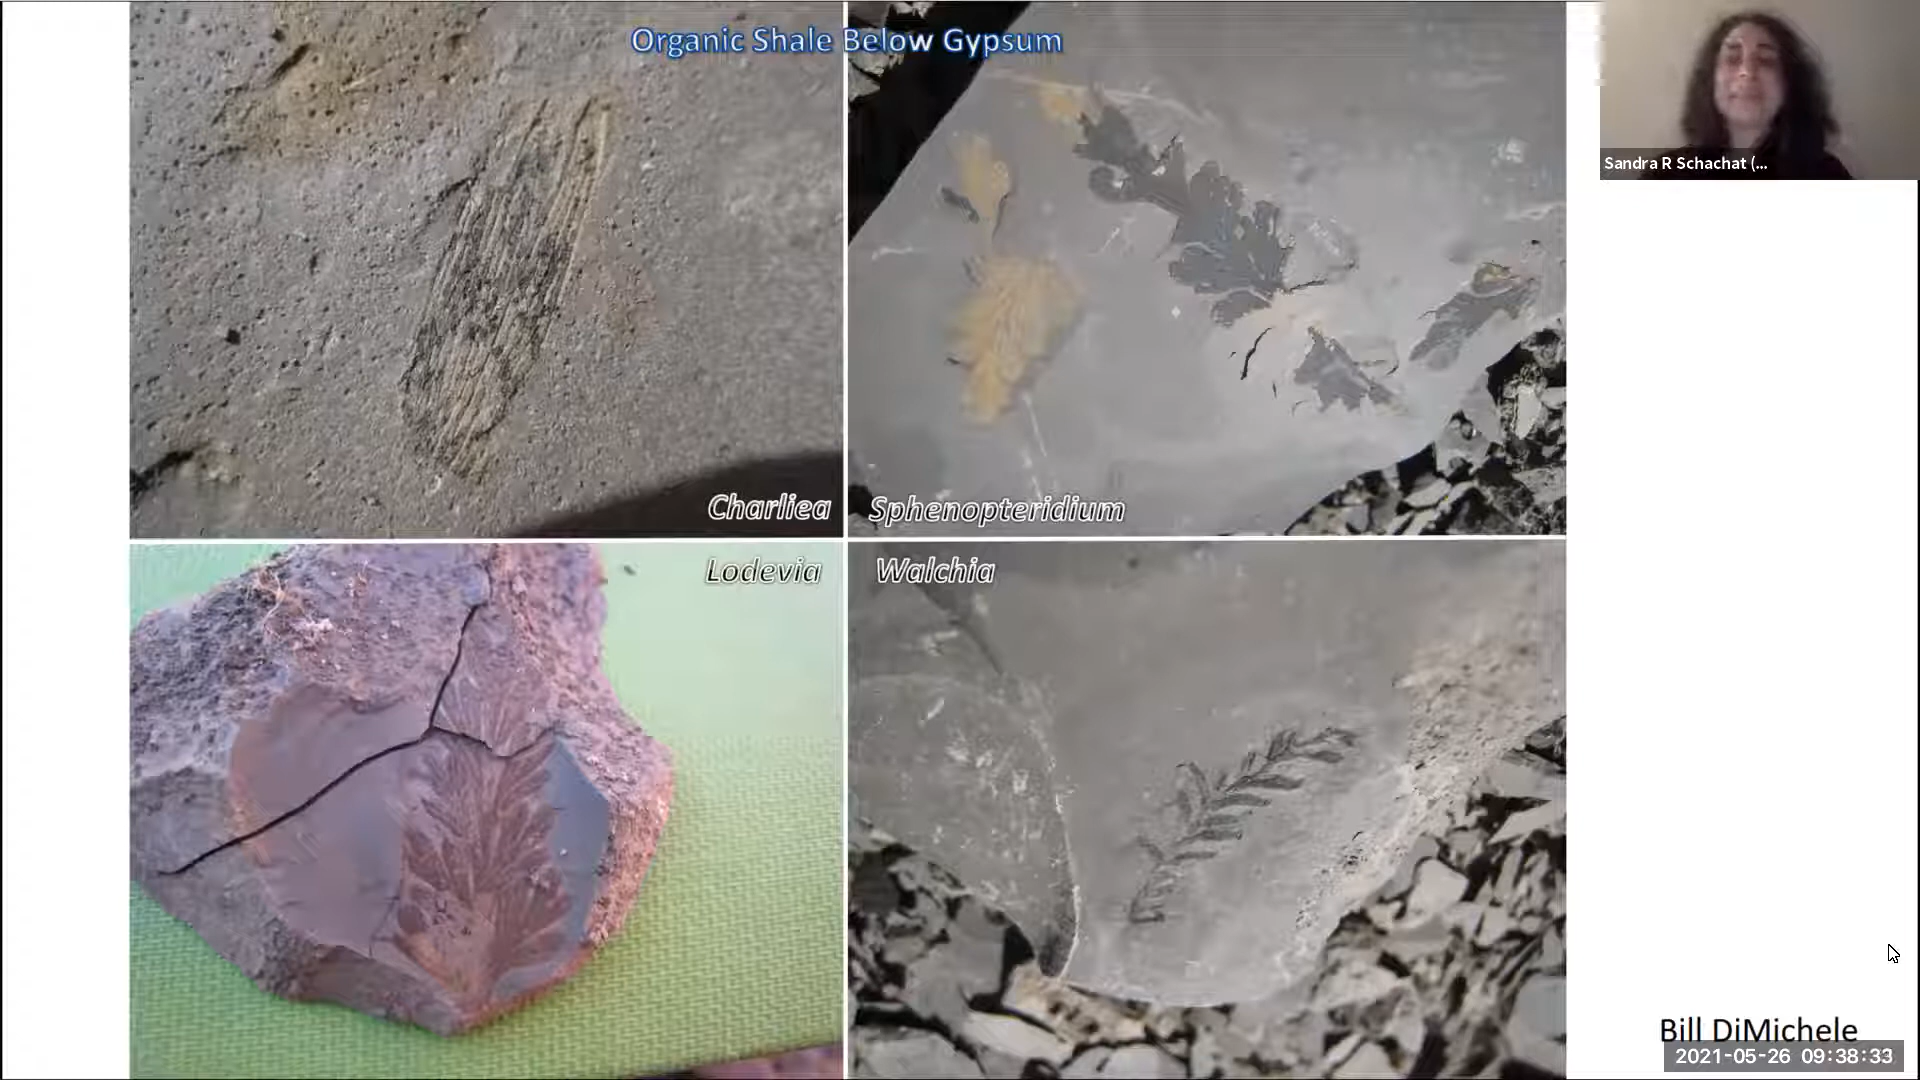 Organic Shale Below Gypsum
Sandra R Schachat (...
Charliea
Sphenopteridium
Lodevia
Walchia
Bill DiMichele
2021-05-26 09:38:33